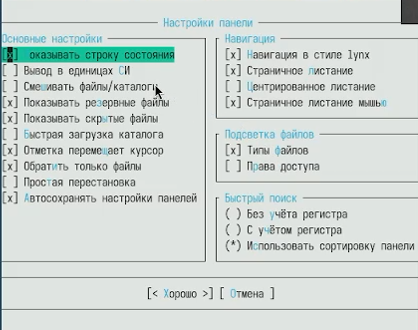 Настройки панели
Основные настройки
[x] оказывать строку состояния
[ ] Вывод в единицах СИ
[ ] Смешивать файлы/каталоги
[x] Показывать резервные файлы
[x] Показывать скрытые файлы
[ ] Быстрая загрузка каталога
[x] Отметка перемещает курсор
[x] Обратить только файлы
[ ] Простая перестановка
[x] Автосохранять настройки панелей
Навигация
[x] Навигация в стиле lynx
[x] Страничное листание
[ ] Центрированное листание
[x] Страничное листание мышью
Подсветка файлов
[x] Типы файлов
[ ] Права доступа
Быстрый поиск
( ) Без учёта регистра
( ) С учётом регистра
(*) Использовать сортировку панели
[< Хорошо >] [ Отмена ]